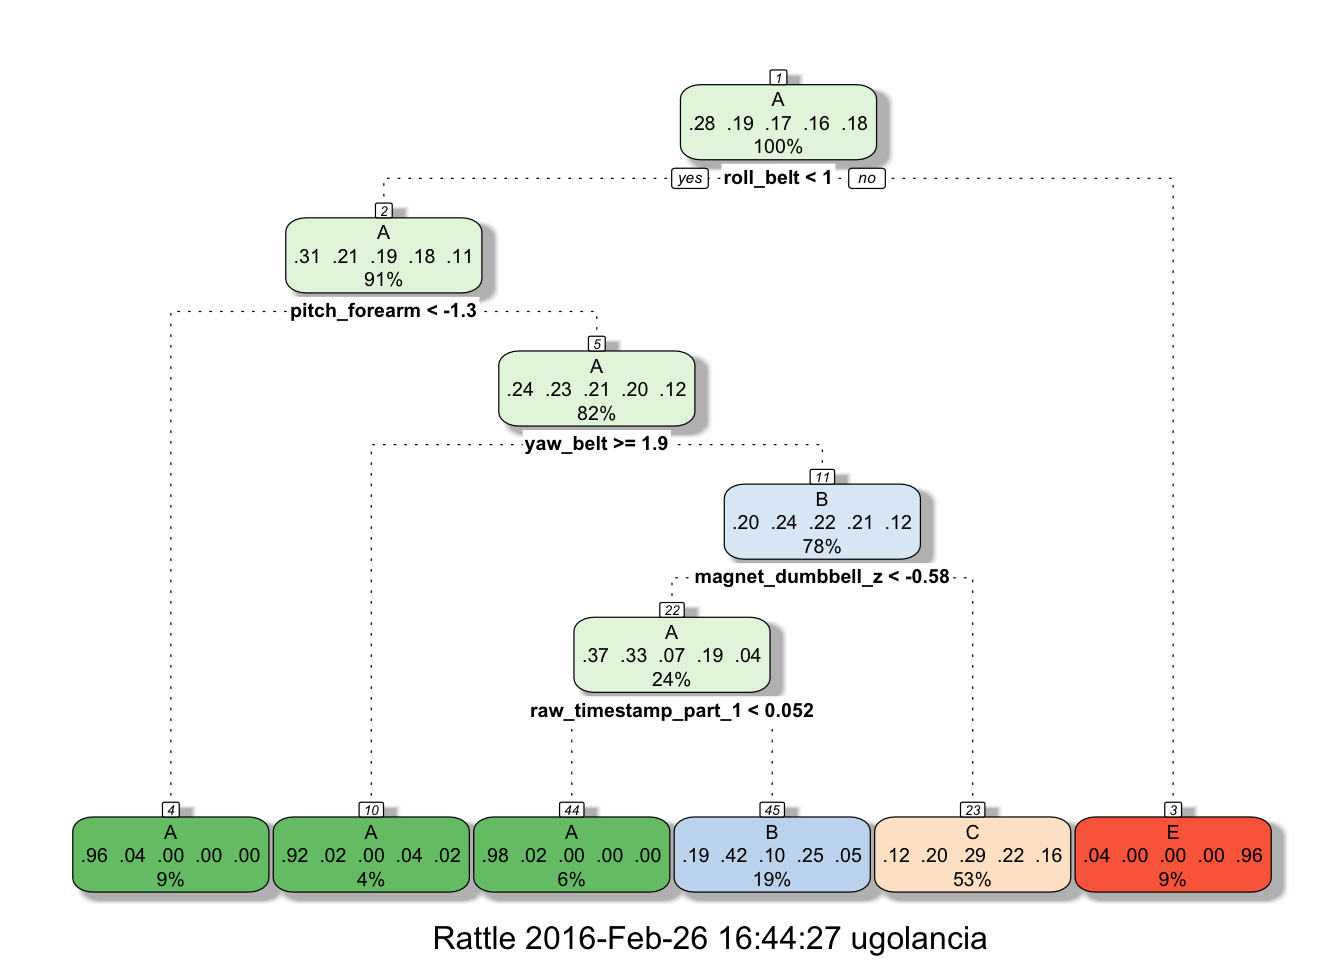 1
A
.28 .19 .17 .16 .18
100%
yes roll_belt < 1 no
2
A
.31 .21 .19 .18 .11
91%
pitch_forearm < -1.3
5
A
.24 .23 .21 .20 .12
82%
yaw_belt >= 1.9
11
B
.20 .24 .22 .21 .12
78%
magnet_dumbbell_z < -0.58
22
A
.37 .33 .07 .19 .04
24%
raw_timestamp_part_1 < 0.052
4
A
.96 .04 .00 .00 .00
9%
10
A
.92 .02 .00 .04 .02
4%
44
A
.98 .02 .00 .00 .00
6%
45
B
.19 .42 .10 .25 .05
19%
23
C
.12 .20 .29 .22 .16
53%
3
E
.04 .00 .00 .00 .96
9%
Rattle 2016-Feb-26 16:44:27 ugolancia